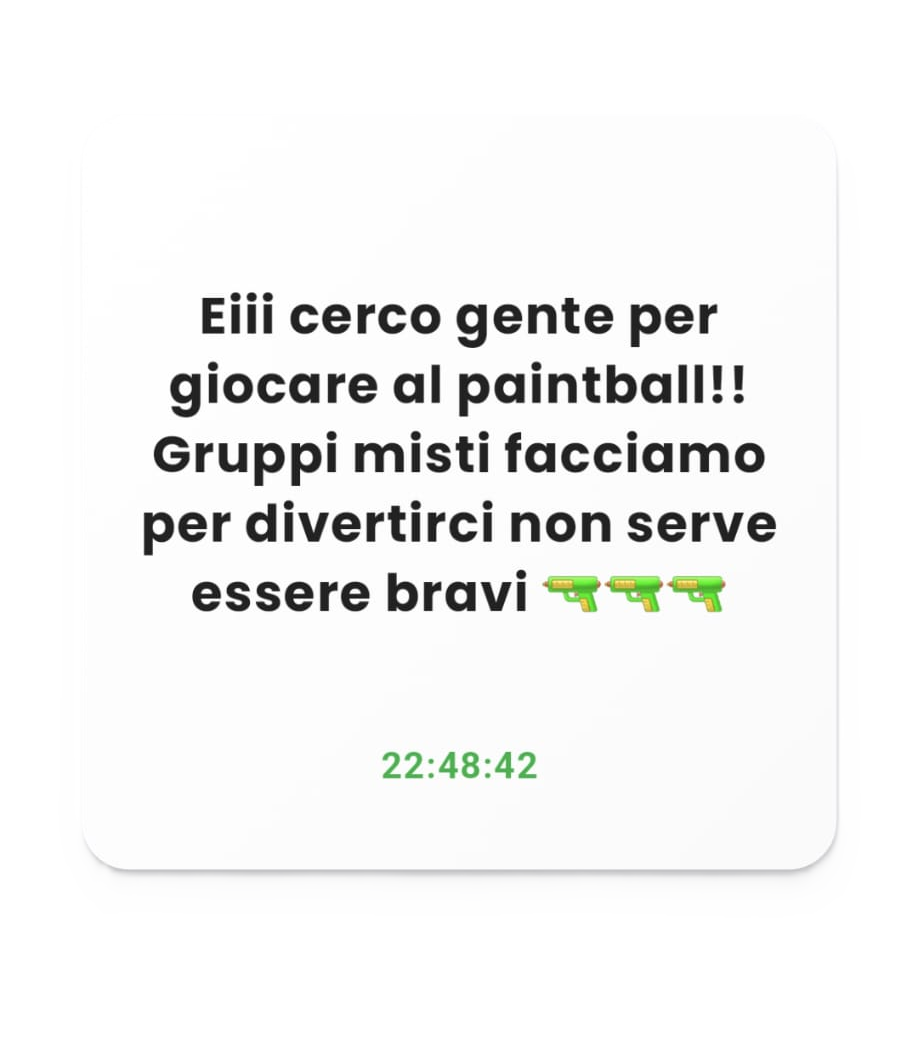 Eiii cerco gente per
giocare al paintball!!
Gruppi misti facciamo
per divertirci non serve
essere bravi 🔫🔫🔫
22:48:42